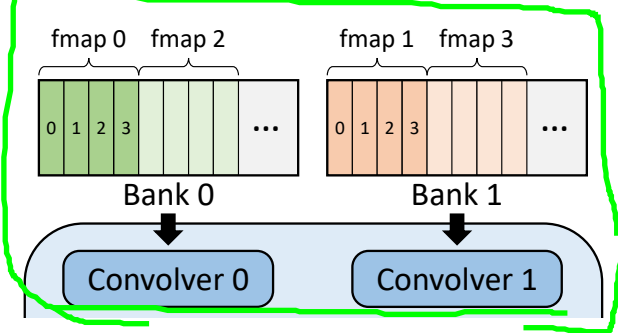 fmap 0 fmap 2 fmap 1 fmap 3
0 1 2 3 ... 0 1 2 3 ...
Bank 0 Bank 1
Convolver 0 Convolver 1